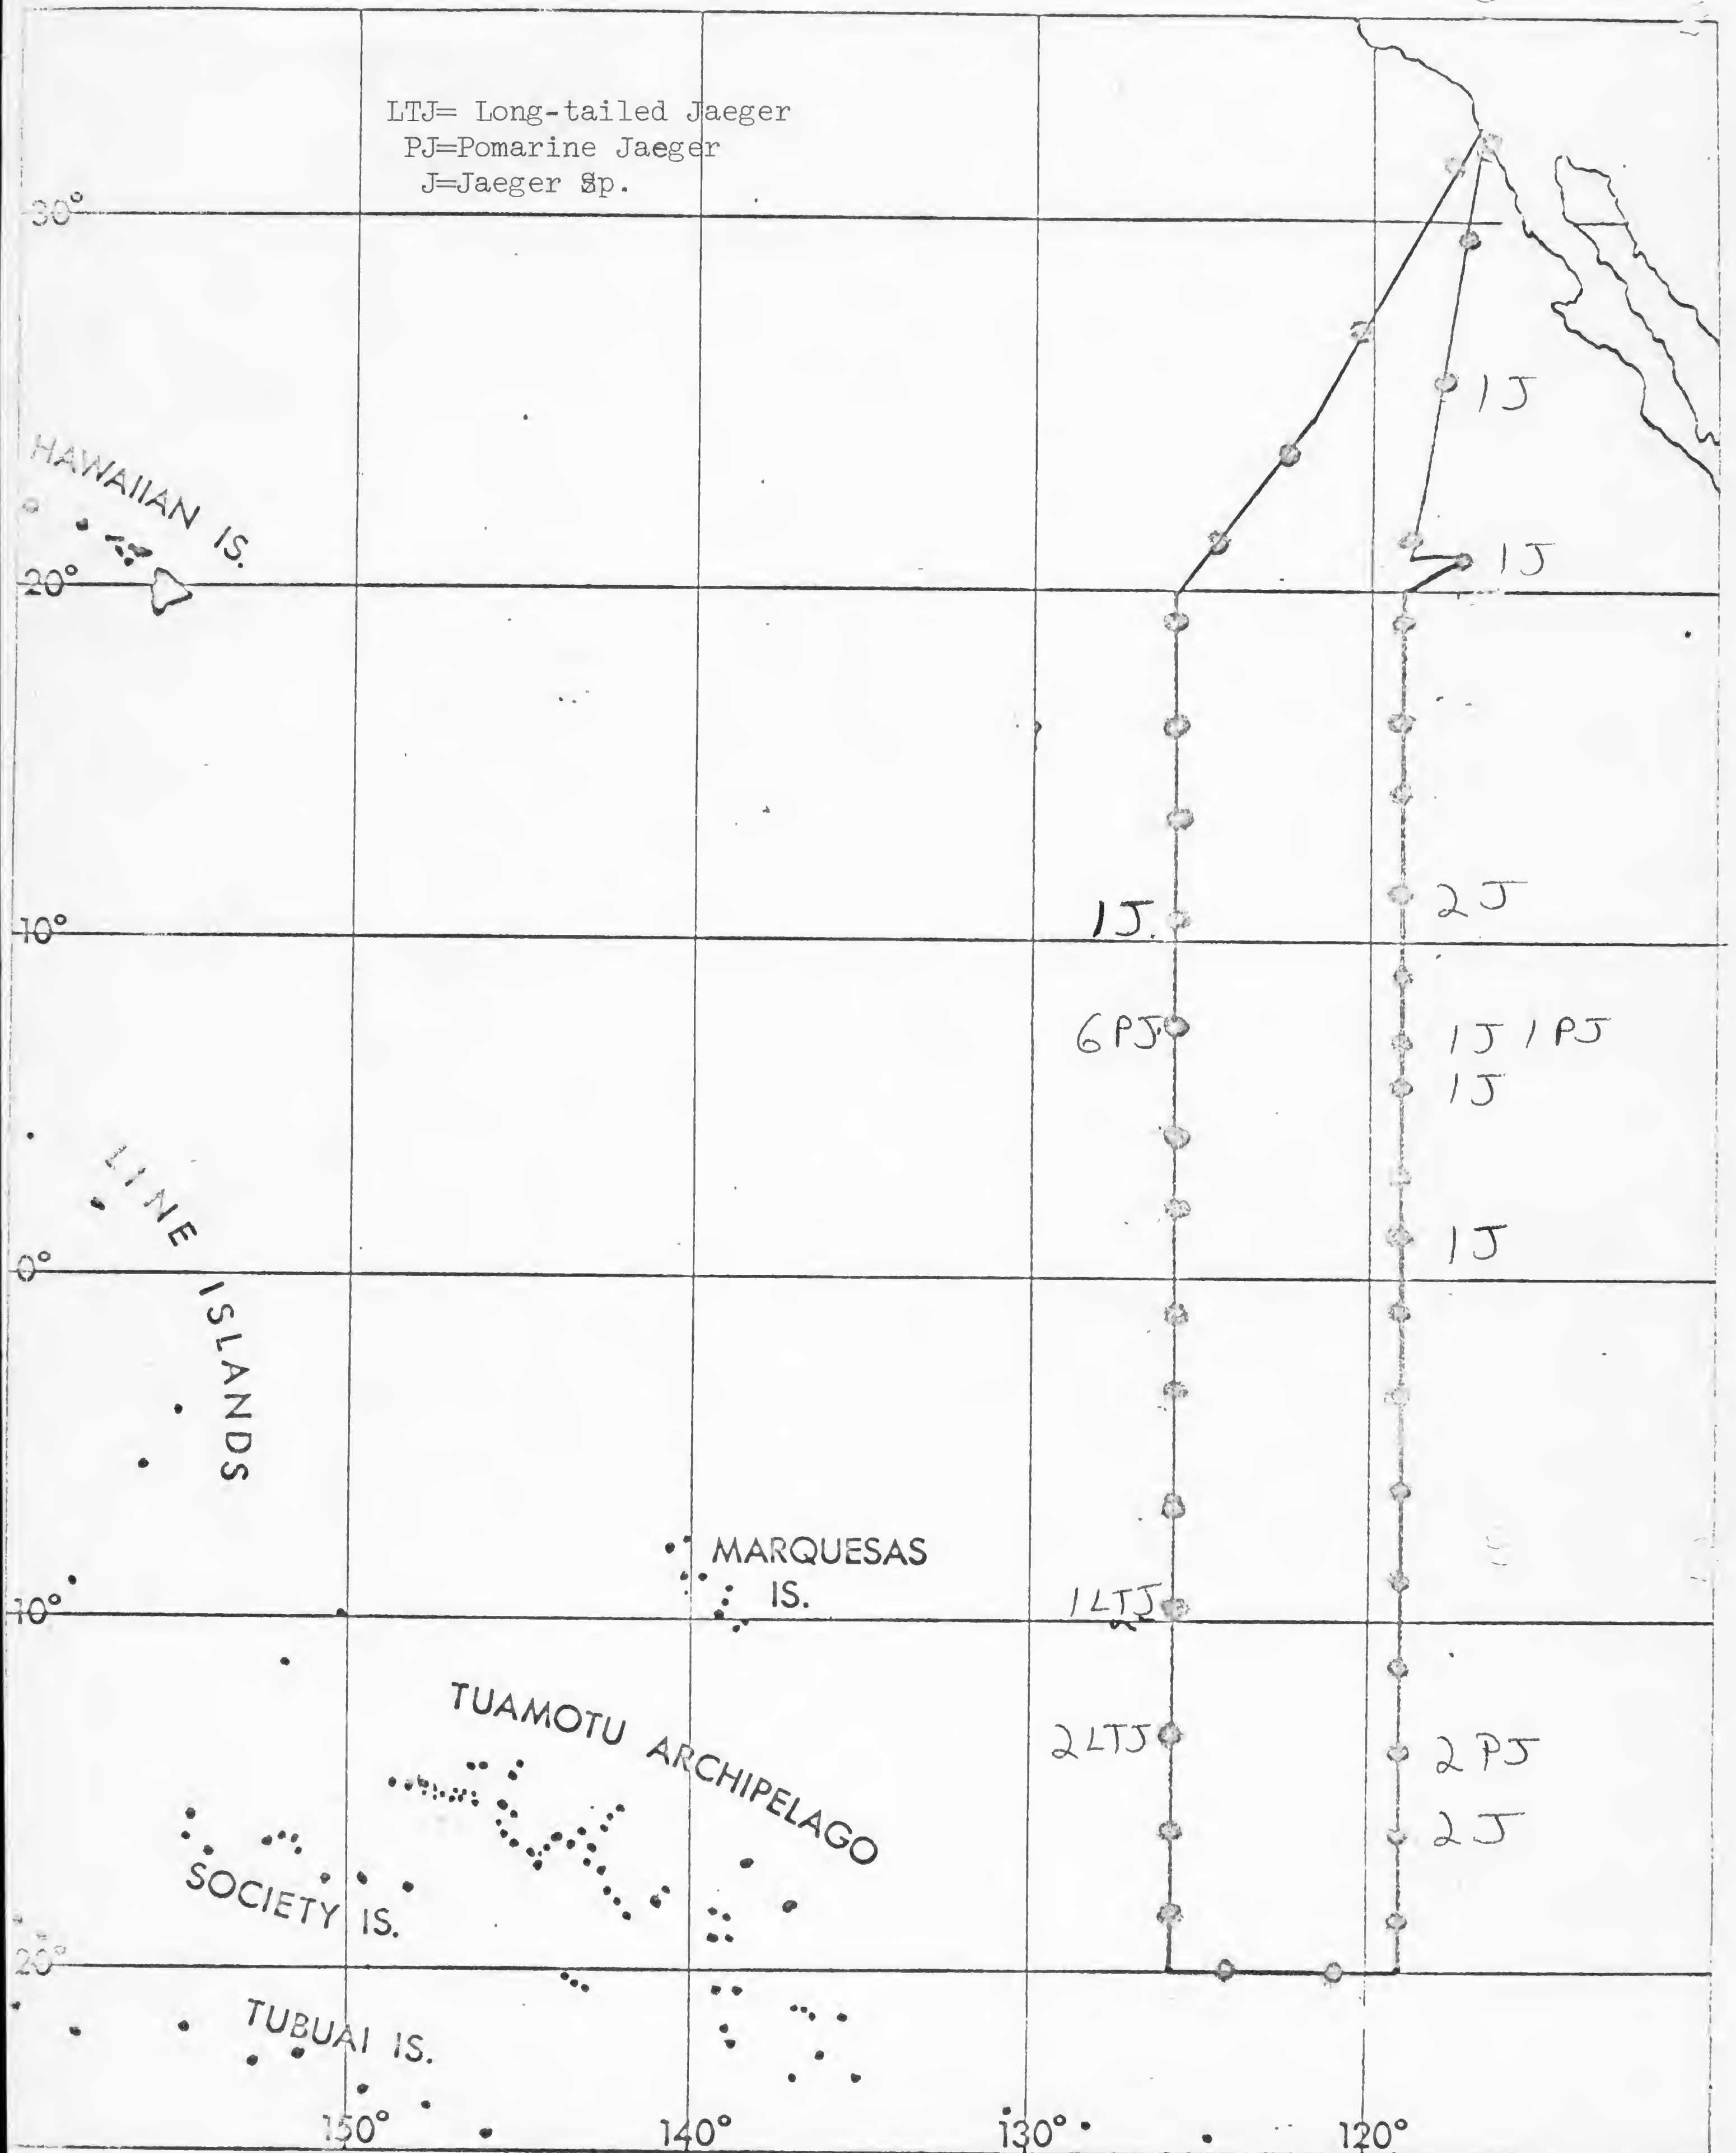 LTJ= Long-tailed Jaeger
PJ=Pomarine Jaeger
J=Jaeger Sp.
30°
1J
HAWAIIAN IS.
1J
20°
2J
1J.
10°
6PJ
1J 1PJ
1J
LINE ISLANDS
1J
0°
MARQUESAS
IS.
1LTJ
10°
TUAMOTU ARCHIPELAGO
2LTJ
2PJ
2J
SOCIETY IS.
20°
TUBUAI IS.
150° 140° 130° 120°